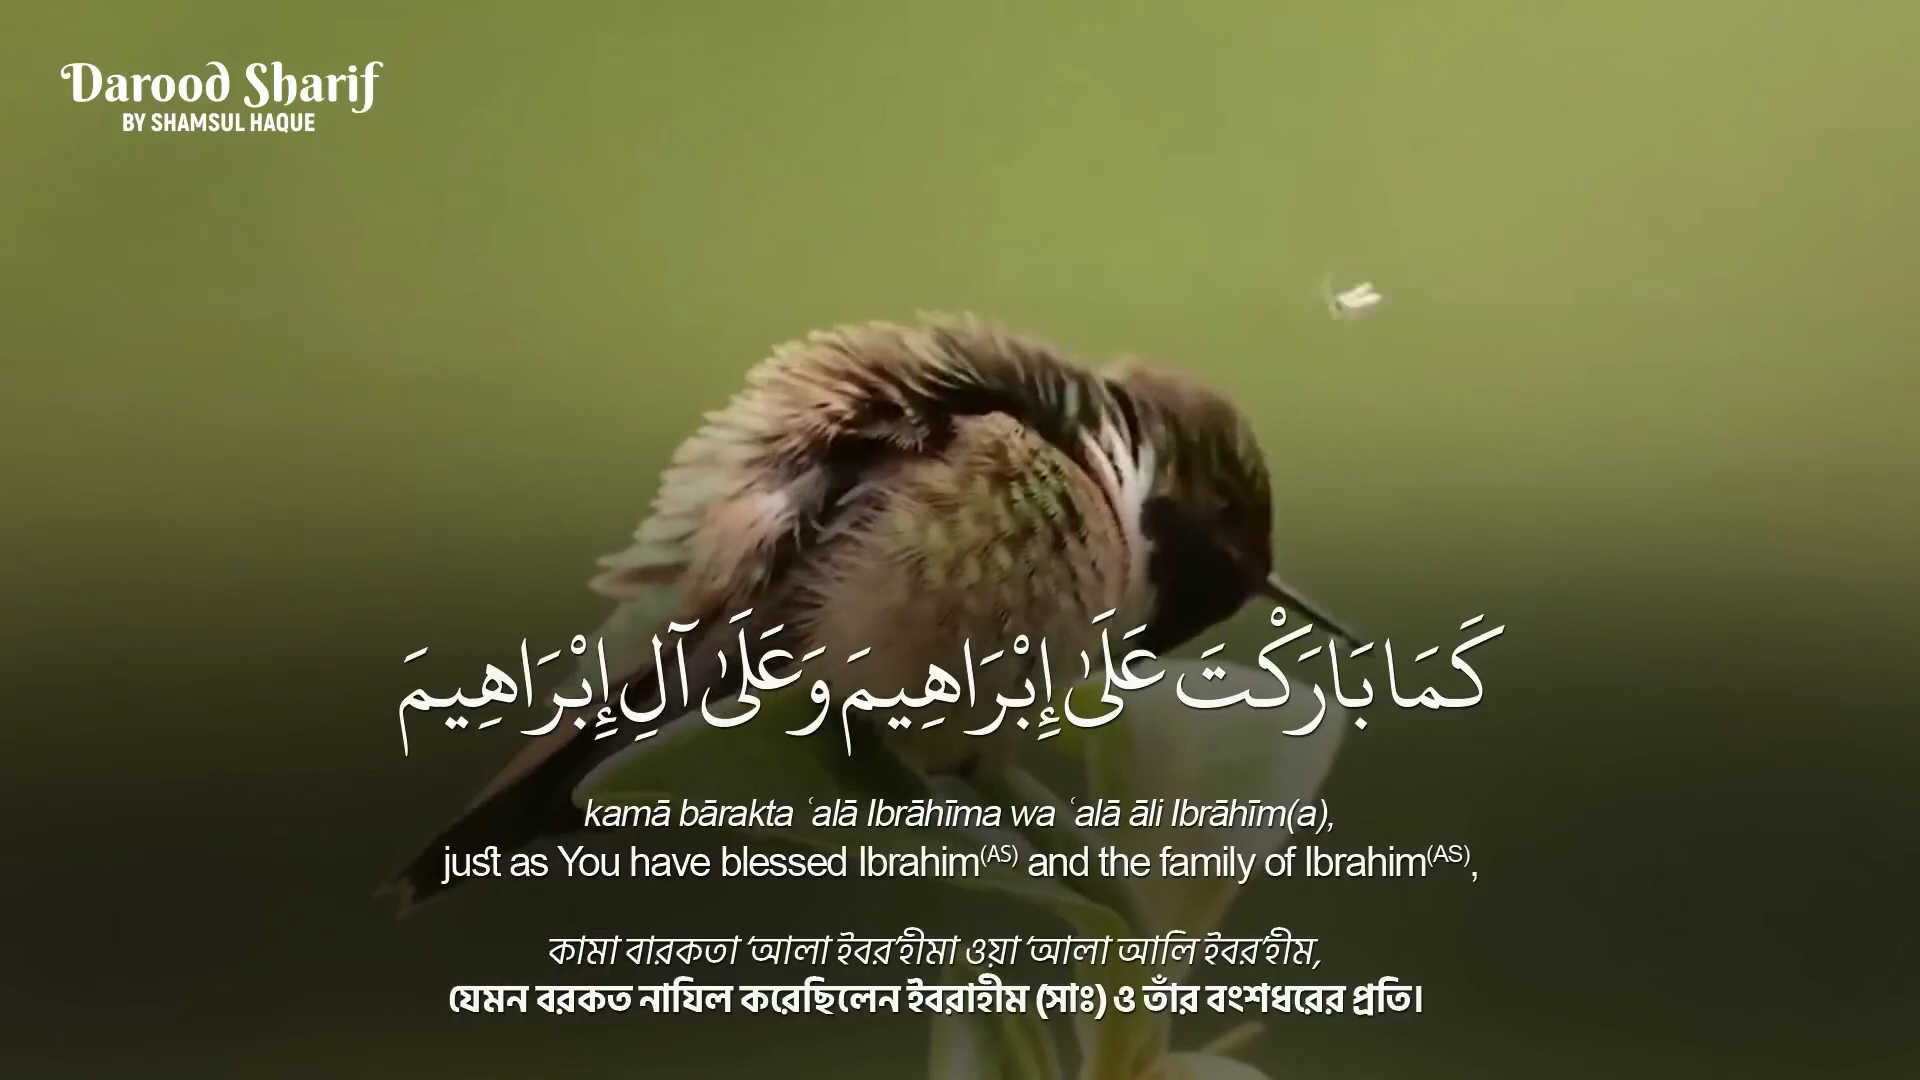 Darood Sharif
BY SHAMSUL HAQUE
كَمَا بَارَكْتَ عَلَىٰ إِبْرَاهِيمَ وَعَلَىٰ آلِ إِبْرَاهِيمَ
kamā bārakta ʿalā Ibrāhīma wa ʿalā āli Ibrāhīm(a),
just as You have blessed Ibrahim(AS) and the family of Ibrahim(AS),
কামা বারকতা ‘আলা ইবর’হীমা ওয়া ‘আলা আলি ইবর’হীম,
যেমন বরকত নাযিল করেছিলেন ইবরাহীম (সাঃ) ও তাঁর বংশধরের প্রতি।